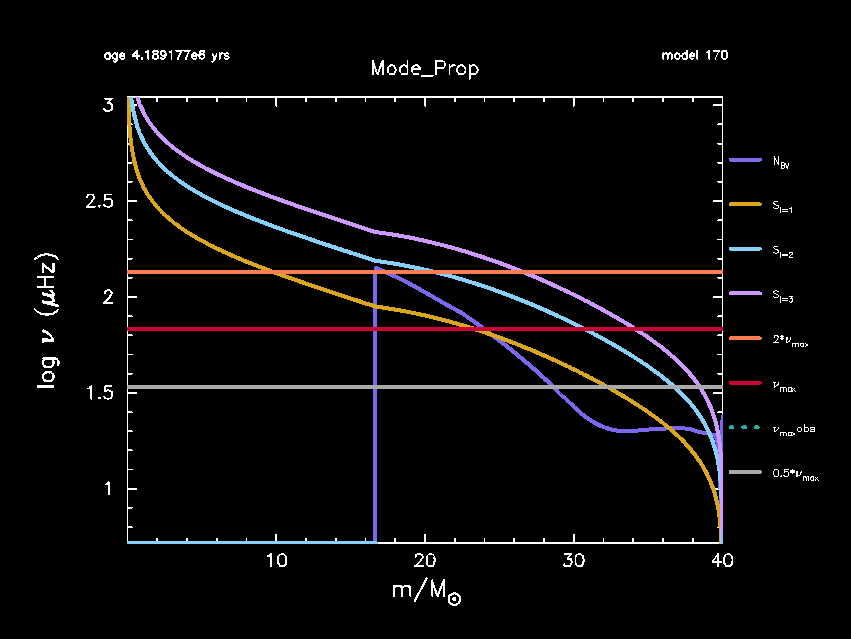 age 4.189177e6 yrs
model 170
Mode_Prop
log ν (μHz)
3
2.5
2
1.5
1
10
20
30
40
m/M⊙
N_BV
S_l=1
S_l=2
S_l=3
2*ν_max
ν_max
ν_max obs
0.5*ν_max